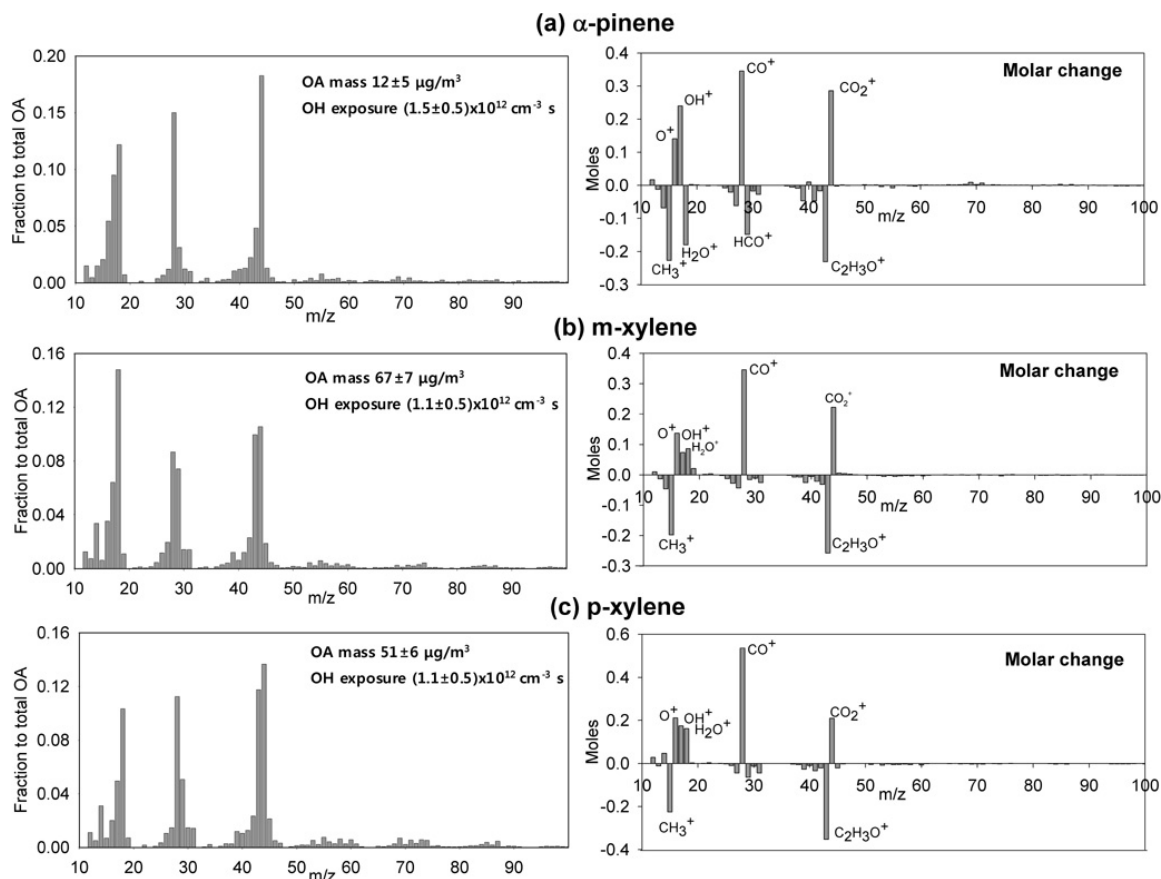 (a) α-pinene
OA mass 12±5 μg/m³
OH exposure (1.5±0.5)x10¹² cm⁻³ s
Fraction to total OA
0.20
0.15
0.10
0.05
0.00
10 20 30 40 50 60 70 80 90
m/z
Molar change
Moles
0.4
0.3
0.2
0.1
0.0
-0.1
-0.2
-0.3
10 20 30 40 50 60 70 80 90 100
m/z
CO⁺
CO₂⁺
OH⁺
O⁺
H₂O⁺
HCO⁺
CH₃⁺
C₂H₃O⁺
(b) m-xylene
OA mass 67±7 μg/m³
OH exposure (1.1±0.5)x10¹² cm⁻³ s
Fraction to total OA
0.16
0.12
0.08
0.04
0.00
10 20 30 40 50 60 70 80 90
m/z
Molar change
Moles
0.4
0.3
0.2
0.1
0.0
-0.1
-0.2
-0.3
10 20 30 40 50 60 70 80 90 100
m/z
CO⁺
CO₂⁺
O⁺
OH⁺
H₂O⁺
CH₃⁺
C₂H₃O⁺
(c) p-xylene
OA mass 51±6 μg/m³
OH exposure (1.1±0.5)x10¹² cm⁻³ s
Fraction to total OA
0.16
0.12
0.08
0.04
0.00
10 20 30 40 50 60 70 80 90
m/z
Molar change
Moles
0.6
0.4
0.2
0.0
-0.2
-0.4
10 20 30 40 50 60 70 80 90 100
m/z
CO⁺
CO₂⁺
O⁺
OH⁺
H₂O⁺
CH₃⁺
C₂H₃O⁺